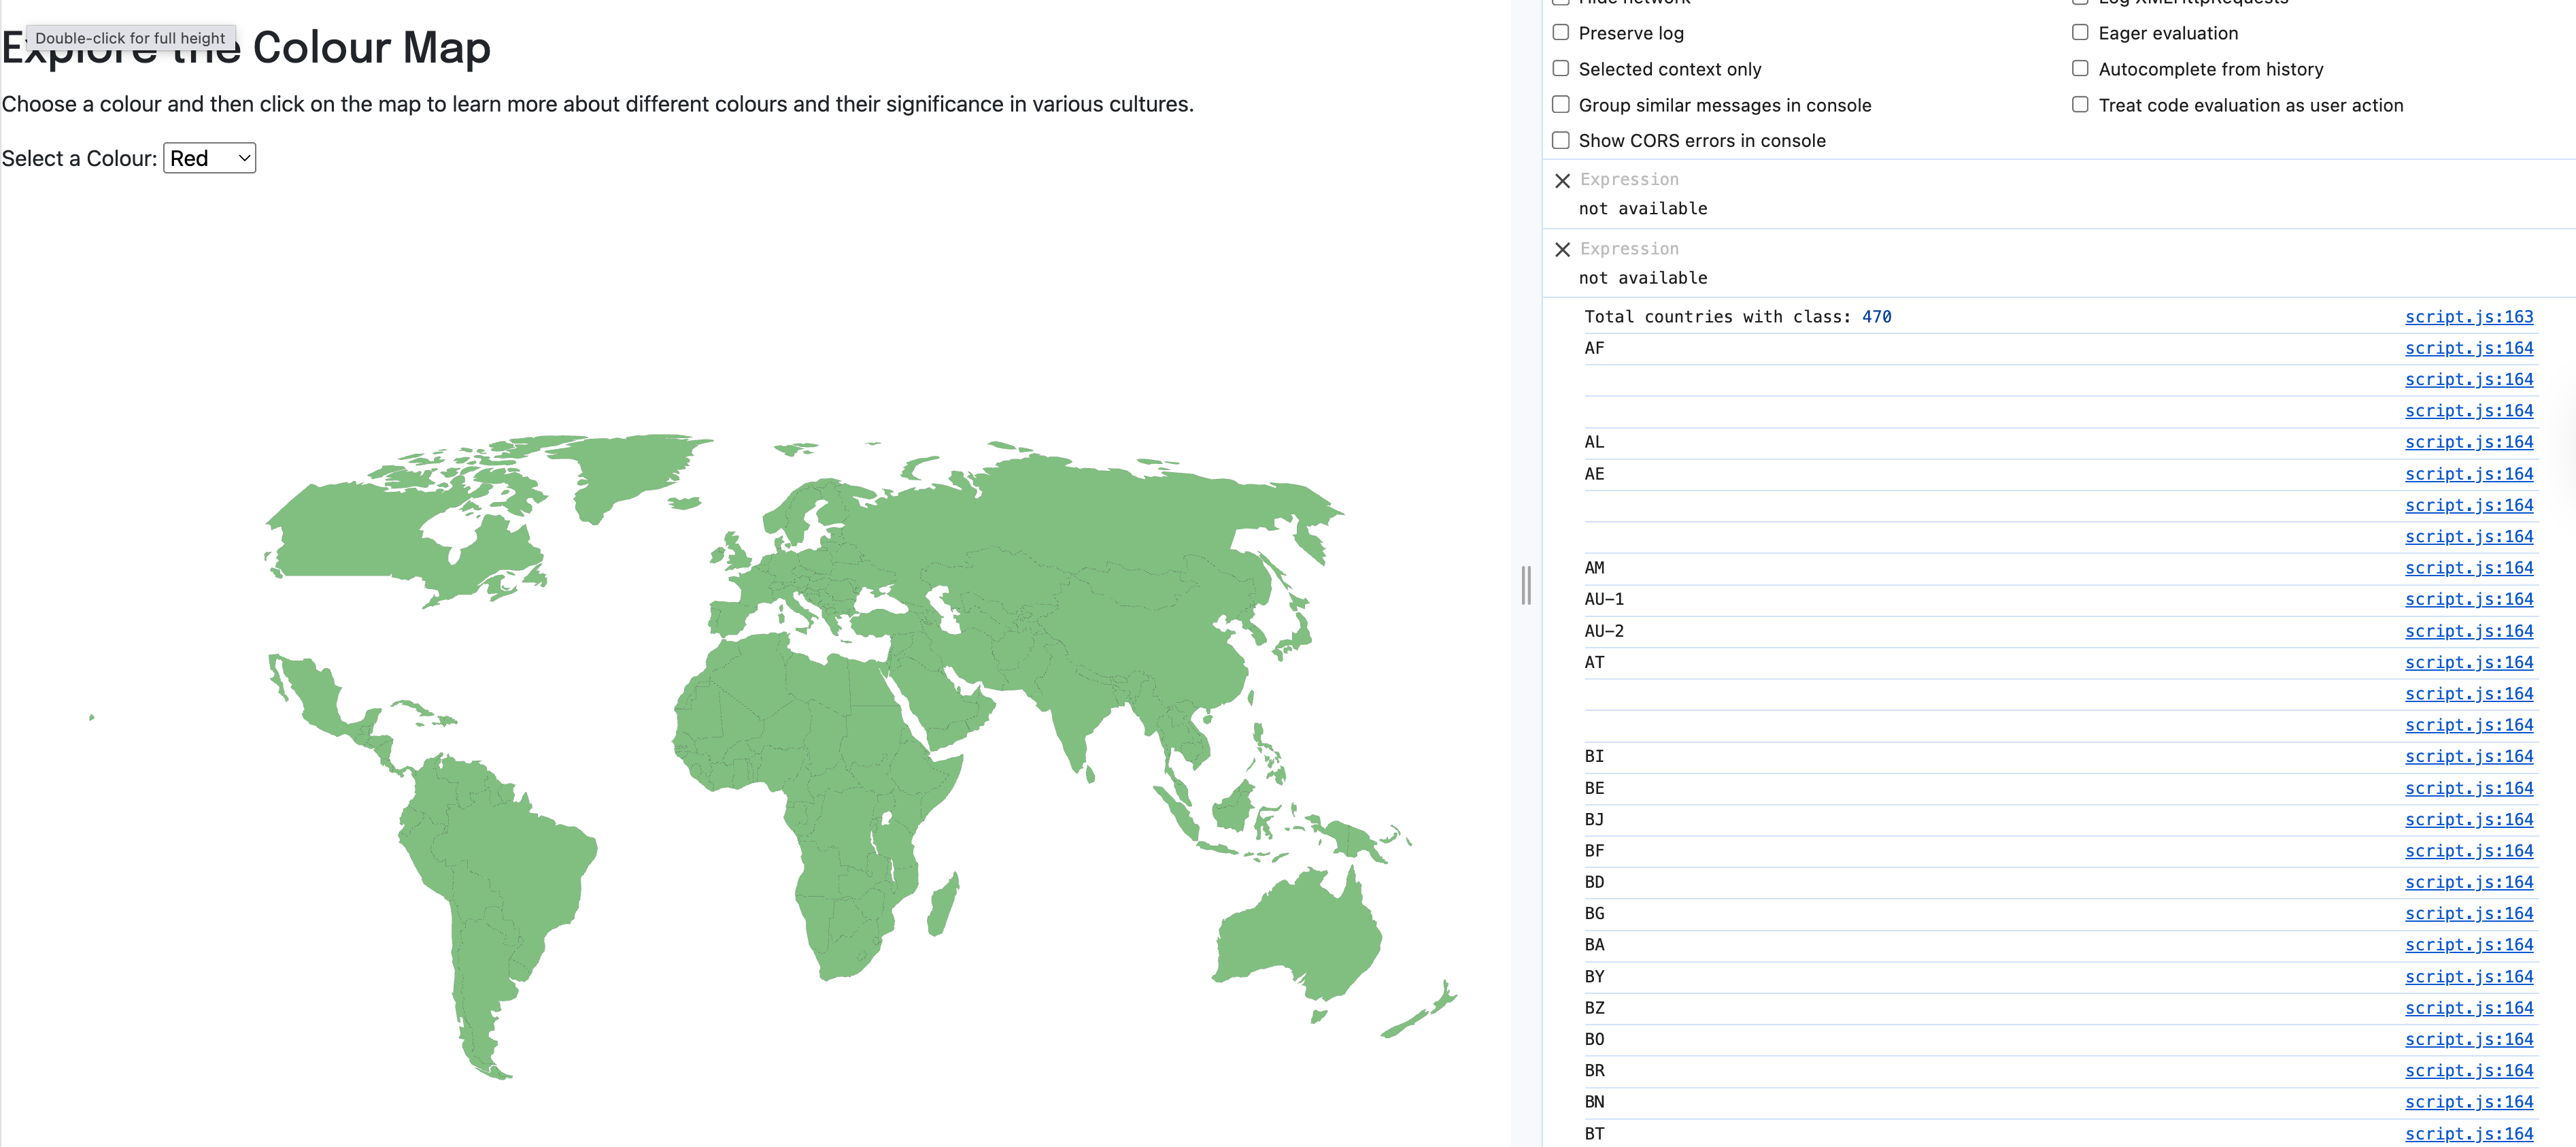 Double-click for full height
Explore the Colour Map
Choose a colour and then click on the map to learn more about different colours and their significance in various cultures.
Select a Colour: Red
Hide network
Log XMLHttpRequests
Preserve log
Eager evaluation
Selected context only
Autocomplete from history
Group similar messages in console
Treat code evaluation as user action
Show CORS errors in console
Expression
not available
Expression
not available
Total countries with class: 470 script.js:163
AF script.js:164
script.js:164
script.js:164
AL script.js:164
AE script.js:164
script.js:164
script.js:164
AM script.js:164
AU-1 script.js:164
AU-2 script.js:164
AT script.js:164
script.js:164
script.js:164
BI script.js:164
BE script.js:164
BJ script.js:164
BF script.js:164
BD script.js:164
BG script.js:164
BA script.js:164
BY script.js:164
BZ script.js:164
BO script.js:164
BR script.js:164
BN script.js:164
BT script.js:164